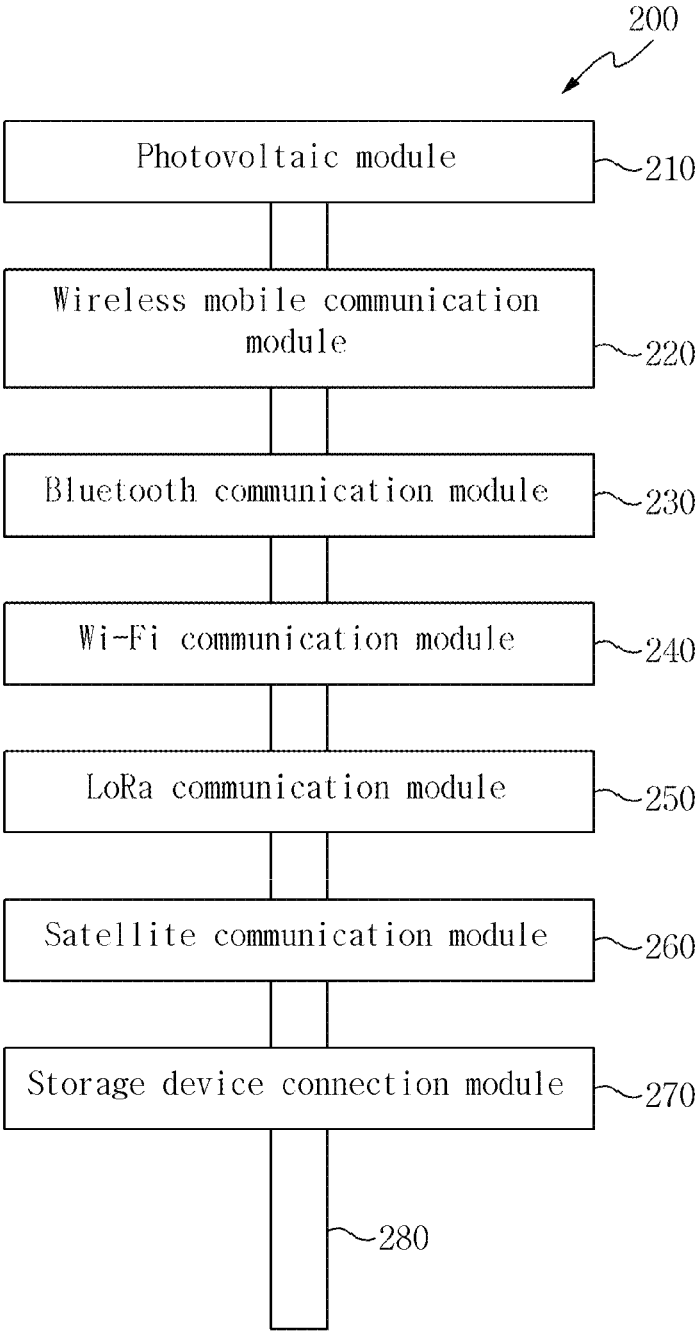 200
Photovoltaic module
210
Wireless mobile communication
module
220
Bluetooth communication module
230
Wi-Fi communication module
240
LoRa communication module
250
Satellite communication module
260
Storage device connection module
270
280